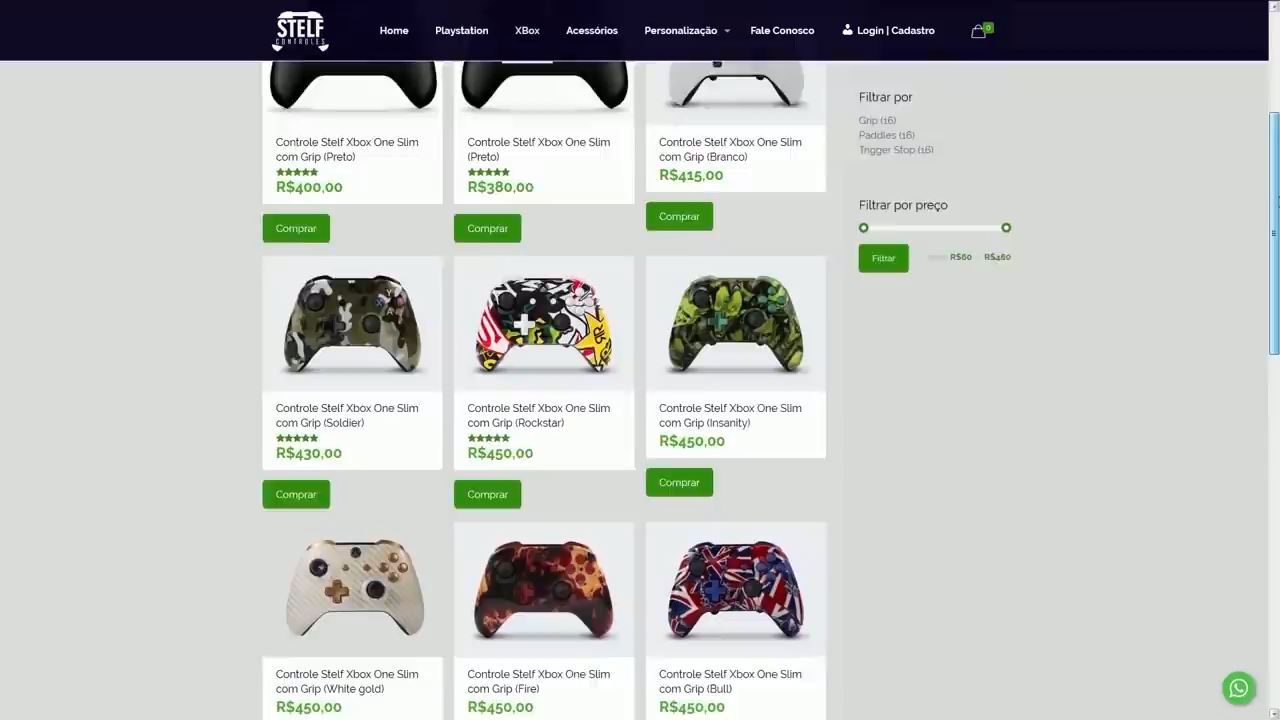 STELF
CONTROLES
Home
Playstation
XBox
Acessórios
Personalização
Fale Conosco
Login | Cadastro
0
Controle Stelf Xbox One Slim
com Grip (Preto)
R$400,00
Comprar
Controle Stelf Xbox One Slim
(Preto)
R$380,00
Comprar
Controle Stelf Xbox One Slim
com Grip (Branco)
R$415,00
Comprar
Filtrar por
Grip (16)
Paddles (16)
Trigger Stop (16)
Filtrar por preço
Filtrar
R$60
R$460
Controle Stelf Xbox One Slim
com Grip (Soldier)
R$430,00
Comprar
Controle Stelf Xbox One Slim
com Grip (Rockstar)
R$450,00
Comprar
Controle Stelf Xbox One Slim
com Grip (Insanity)
R$450,00
Comprar
Controle Stelf Xbox One Slim
com Grip (White gold)
R$450,00
Controle Stelf Xbox One Slim
com Grip (Fire)
R$450,00
Controle Stelf Xbox One Slim
com Grip (Bull)
R$450,00